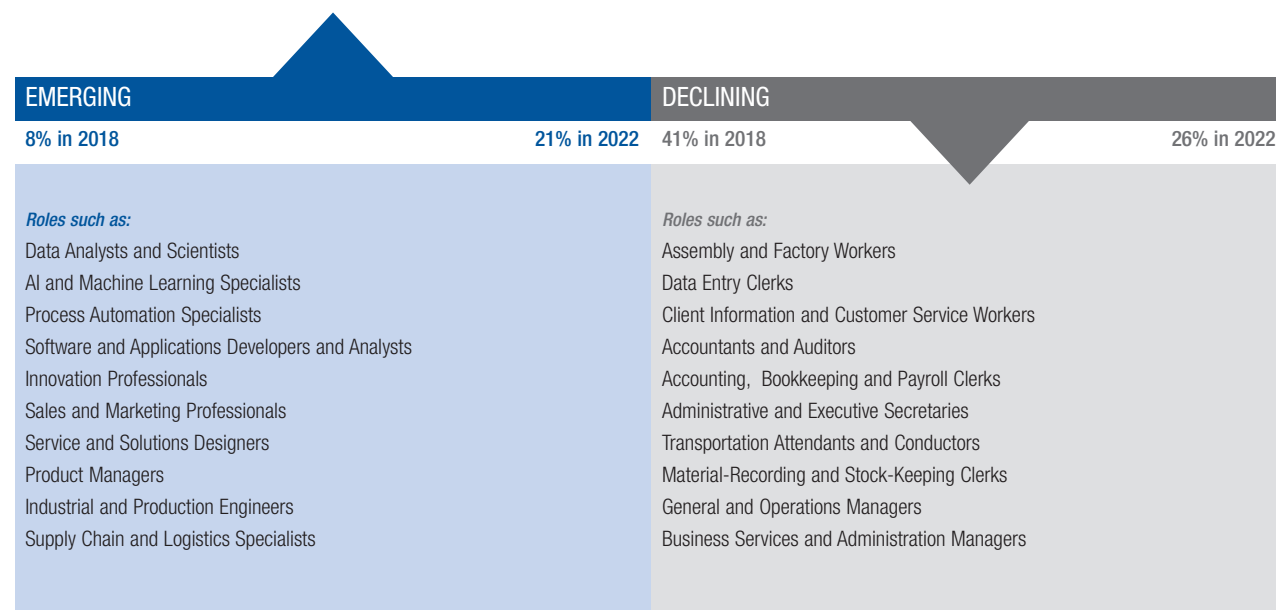 EMERGING
8% in 2018
21% in 2022
Roles such as:
Data Analysts and Scientists
AI and Machine Learning Specialists
Process Automation Specialists
Software and Applications Developers and Analysts
Innovation Professionals
Sales and Marketing Professionals
Service and Solutions Designers
Product Managers
Industrial and Production Engineers
Supply Chain and Logistics Specialists
DECLINING
41% in 2018
26% in 2022
Roles such as:
Assembly and Factory Workers
Data Entry Clerks
Client Information and Customer Service Workers
Accountants and Auditors
Accounting,  Bookkeeping and Payroll Clerks
Administrative and Executive Secretaries
Transportation Attendants and Conductors
Material-Recording and Stock-Keeping Clerks
General and Operations Managers
Business Services and Administration Managers